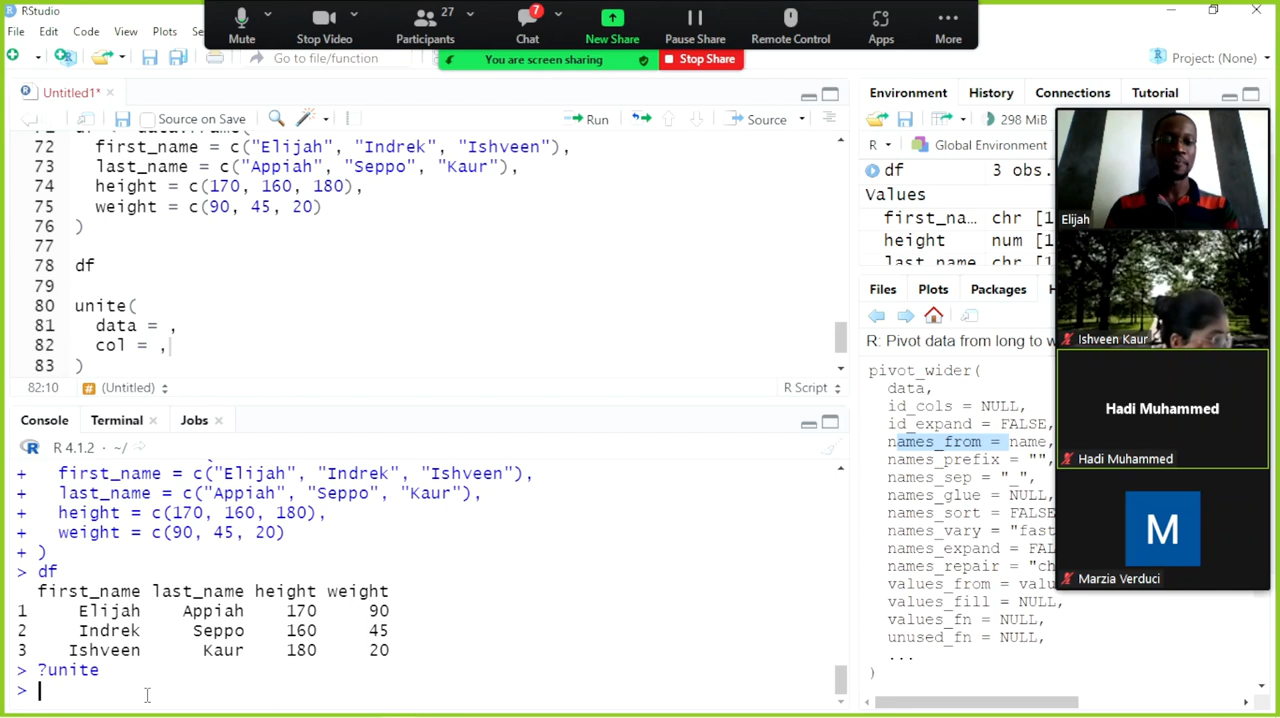 RStudio
File Edit Code View Plots
Mute
Stop Video
27
Participants
7
Chat
New Share
Pause Share
Remote Control
Apps
More
You are screen sharing
Stop Share
Go to file/function
Project: (None)
Untitled1*
Source on Save
Run
Source
72 first_name = c("Elijah", "Indrek", "Ishveen"),
73 last_name = c("Appiah", "Seppo", "Kaur"),
74 height = c(170, 160, 180),
75 weight = c(90, 45, 20)
76 )
77
78 df
79
80 unite(
81 data = ,
82 col = ,
83 )
82:10 (Untitled) R Script
Console Terminal Jobs
R 4.1.2 · ~/
+ first_name = c("Elijah", "Indrek", "Ishveen"),
+ last_name = c("Appiah", "Seppo", "Kaur"),
+ height = c(170, 160, 180),
+ weight = c(90, 45, 20)
+ )
> df
first_name last_name height weight
1 Elijah Appiah 170 90
2 Indrek Seppo 160 45
3 Ishveen Kaur 180 20
> ?unite
>
Environment History Connections Tutorial
298 MiB
R Global Environment
df 3 obs.
Values
first_na… chr [1
height num [1
last_name chr [1
Files Plots Packages
R: Pivot data from long to w
pivot_wider(
data,
id_cols = NULL,
id_expand = FALSE,
names_from = name,
names_prefix = "",
names_sep = "_",
names_glue = NULL,
names_sort = FALSE
names_vary = "fast
names_expand = FAL
names_repair = "ch
values_from = valu
values_fill = NULL,
values_fn = NULL,
unused_fn = NULL,
...
)
Elijah
Ishveen Kaur
Hadi Muhammed
Hadi Muhammed
M
Marzia Verduci